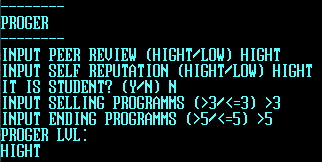 --------
PROGER
--------
INPUT PEER REVIEW (HIGHT/LOW) HIGHT
INPUT SELF REPUTATION (HIGHT/LOW) HIGHT
IT IS STUDENT? (Y/N) N
INPUT SELLING PROGRAMMS (>3/<=3) >3
INPUT ENDING PROGRAMMS (>5/<=5) >5
PROGER LVL:
HIGHT